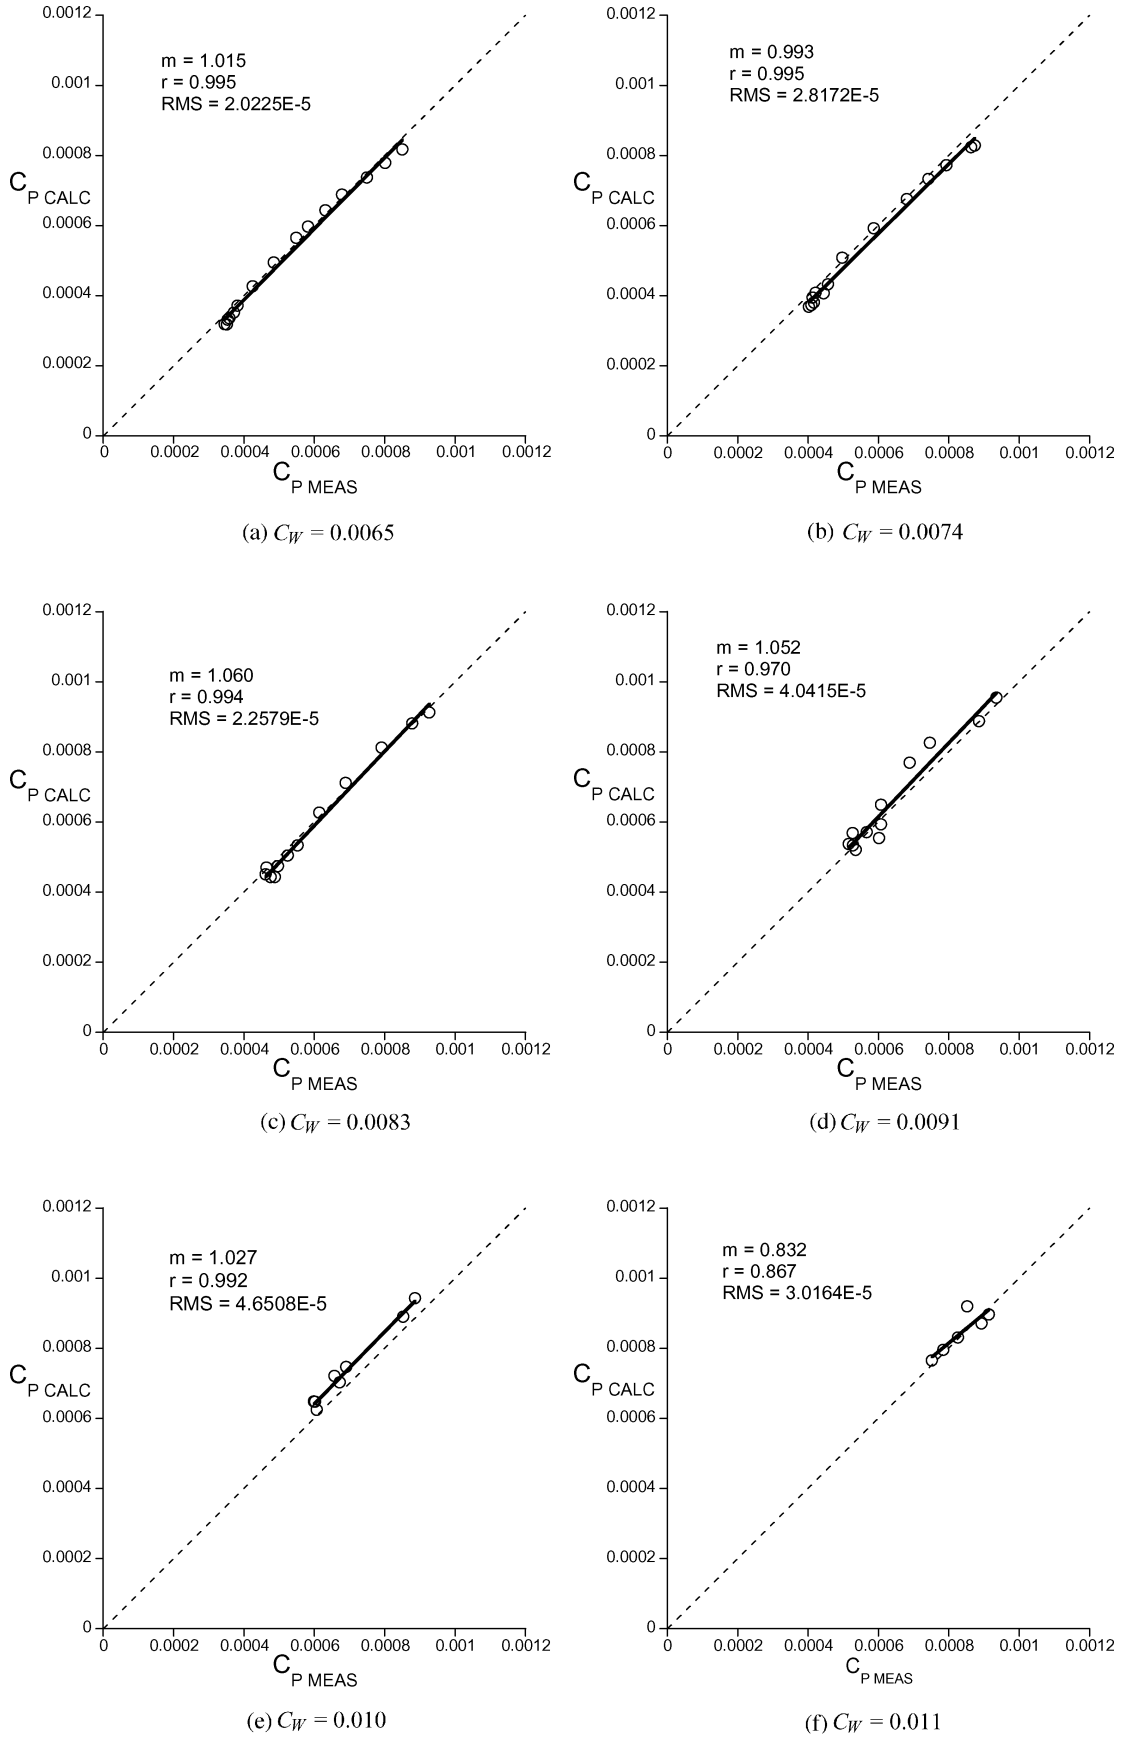 0.0012
0.001
0.0008
0.0006
0.0004
0.0002
0
C P CALC
m = 1.015
r = 0.995
RMS = 2.0225E-5
0 0.0002 0.0004 0.0006 0.0008 0.001 0.0012
C P MEAS
(a) CW = 0.0065
0.0012
0.001
0.0008
0.0006
0.0004
0.0002
0
C P CALC
m = 0.993
r = 0.995
RMS = 2.8172E-5
0 0.0002 0.0004 0.0006 0.0008 0.001 0.0012
C P MEAS
(b) CW = 0.0074
0.0012
0.001
0.0008
0.0006
0.0004
0.0002
0
C P CALC
m = 1.060
r = 0.994
RMS = 2.2579E-5
0 0.0002 0.0004 0.0006 0.0008 0.001 0.0012
C P MEAS
(c) CW = 0.0083
0.0012
0.001
0.0008
0.0006
0.0004
0.0002
0
C P CALC
m = 1.052
r = 0.970
RMS = 4.0415E-5
0 0.0002 0.0004 0.0006 0.0008 0.001 0.0012
C P MEAS
(d) CW = 0.0091
0.0012
0.001
0.0008
0.0006
0.0004
0.0002
0
C P CALC
m = 1.027
r = 0.992
RMS = 4.6508E-5
0 0.0002 0.0004 0.0006 0.0008 0.001 0.0012
C P MEAS
(e) CW = 0.010
0.0012
0.001
0.0008
0.0006
0.0004
0.0002
0
C P CALC
m = 0.832
r = 0.867
RMS = 3.0164E-5
0 0.0002 0.0004 0.0006 0.0008 0.001 0.0012
C P MEAS
(f) CW = 0.011